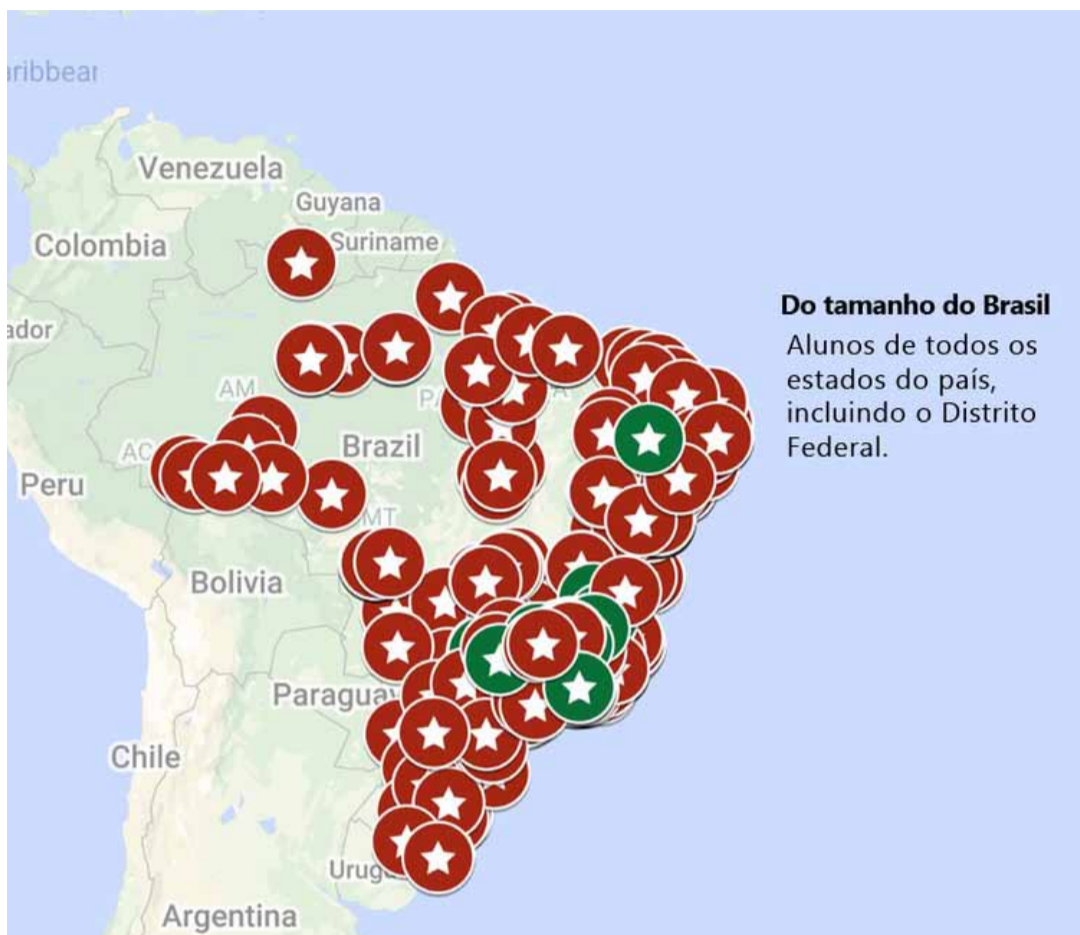 Venezuela
Guyana
Colombia
Suriname
Do tamanho do Brasil
Alunos de todos os
estados do país,
incluindo o Distrito
Federal.
AM
AC
Brazil
Peru
MT
Bolivia
Chile
Argentina